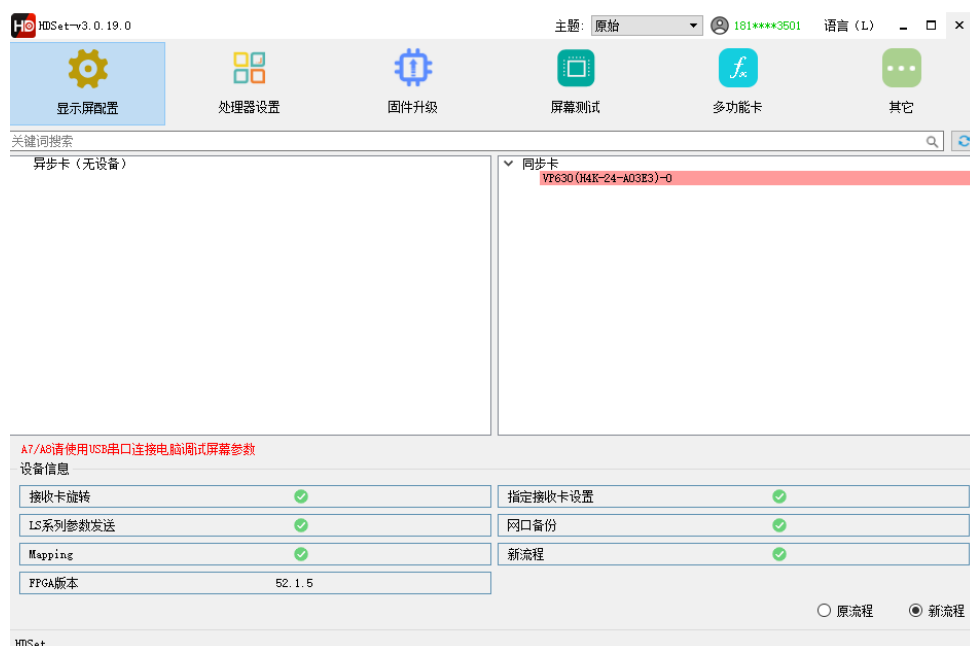 HD HDSet-v3.0.19.0 主题: 原始 181****3501 语言 (L)
显示屏配置 处理器设置 固件升级 屏幕测试 多功能卡 其它
关键词搜索
异步卡（无设备） 同步卡
VP630(H4K-24-A03E3)-0
A7/A8请使用USB串口连接电脑调试屏幕参数
设备信息
接收卡旋转 指定接收卡设置
LS系列参数发送 网口备份
Mapping 新流程
FPGA版本 52.1.5
原流程 新流程
HDSet